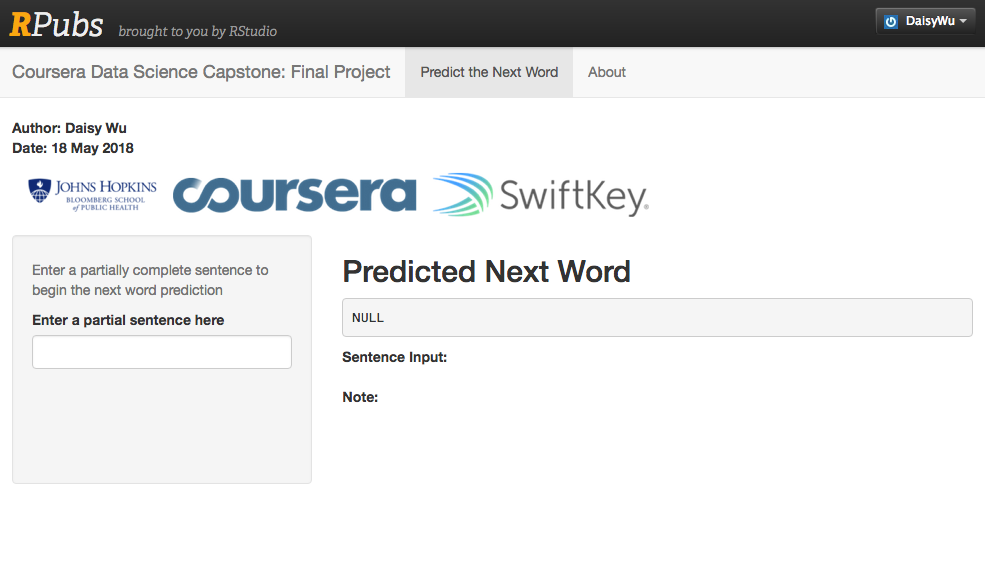 RPubs brought to you by RStudio DaisyWu
Coursera Data Science Capstone: Final Project Predict the Next Word About
Author: Daisy Wu
Date: 18 May 2018
JOHNS HOPKINS
BLOOMBERG SCHOOL
of PUBLIC HEALTH
coursera
SwiftKey
Enter a partially complete sentence to
begin the next word prediction
Enter a partial sentence here
Predicted Next Word
NULL
Sentence Input:
Note: